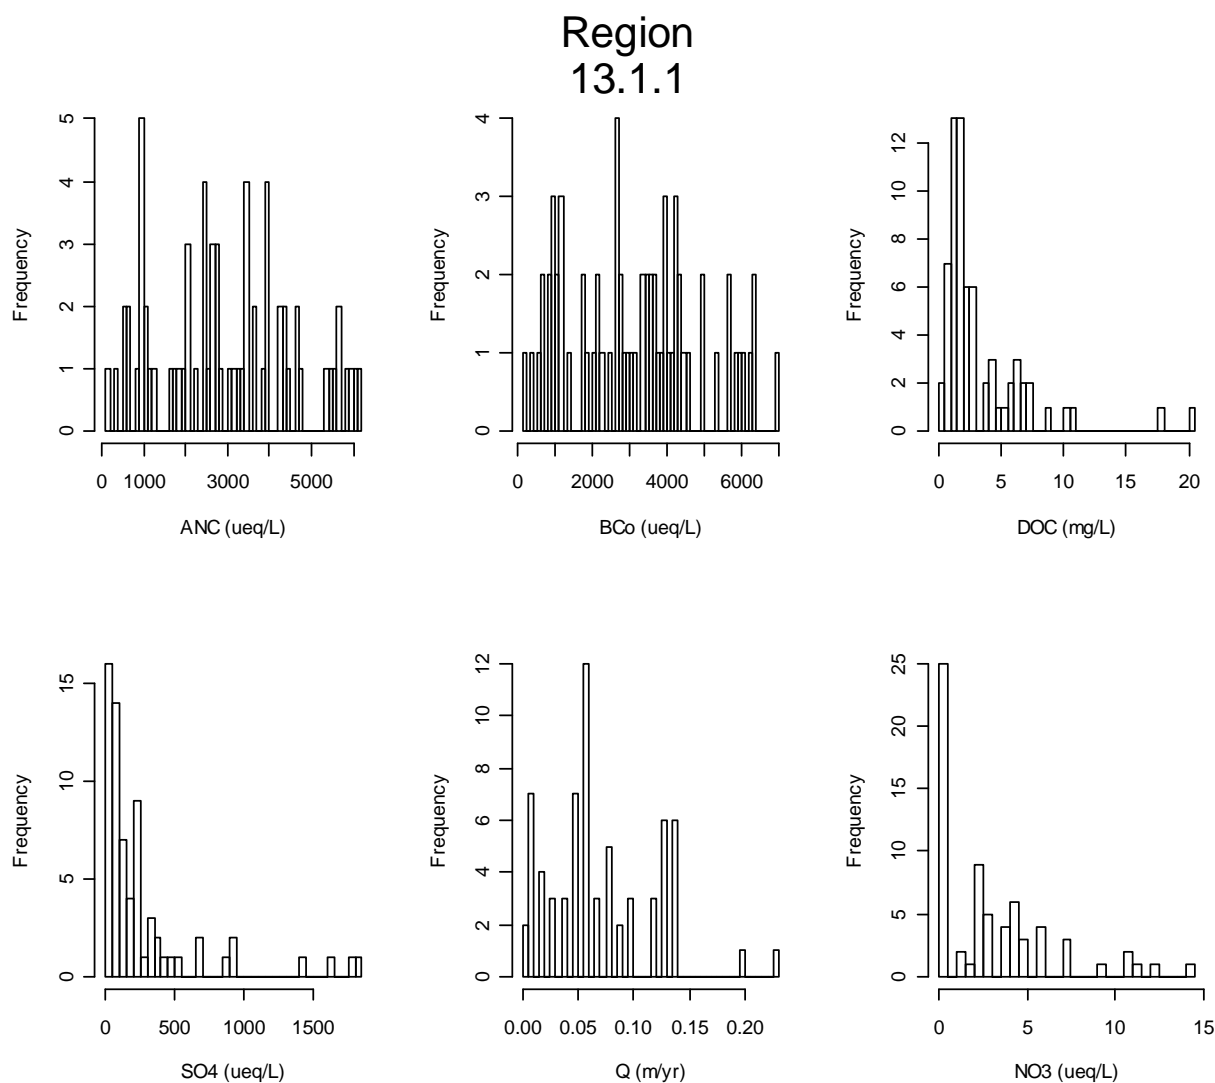 Region
13.1.1
Frequency
0 1 2 3 4 5
0 1000 3000 5000
ANC (ueq/L)
Frequency
0 1 2 3 4
0 2000 4000 6000
BCo (ueq/L)
Frequency
0 2 4 6 8 10 12
0 5 10 15 20
DOC (mg/L)
Frequency
0 5 10 15
0 500 1000 1500
SO4 (ueq/L)
Frequency
0 2 4 6 8 10 12
0.00 0.05 0.10 0.15 0.20
Q (m/yr)
Frequency
0 5 10 15 20 25
0 5 10 15
NO3 (ueq/L)